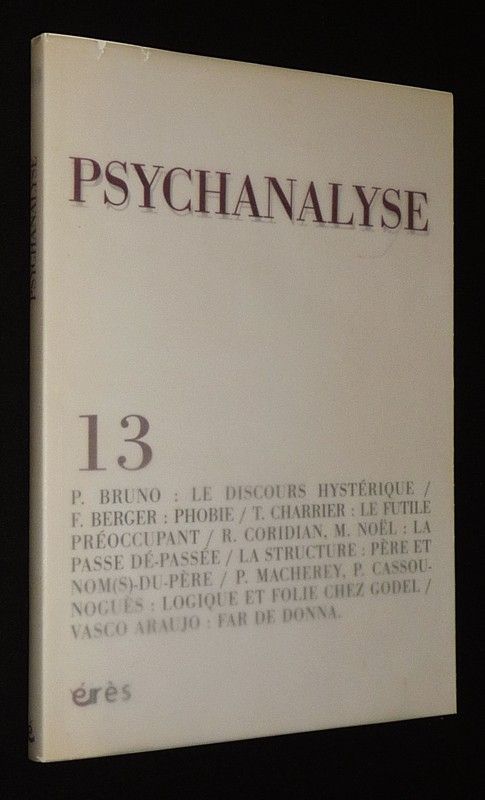 PSYCHANALYSE
PSYCHANALYSE
13
P. BRUNO : LE DISCOURS HYSTÉRIQUE /
F. BERGER : PHOBIE / T. CHARRIER : LE FUTILE
PRÉOCCUPANT / R. CORIDIAN, M. NOËL : LA
PASSE DÉ-PASSÉE / LA STRUCTURE : PÈRE ET
NOM(S)-DU-PÈRE / P. MACHEREY, P. CASSOU-
NOGUÈS : LOGIQUE ET FOLIE CHEZ GODEL /
VASCO ARAUJO : FAR DE DONNA.
érès